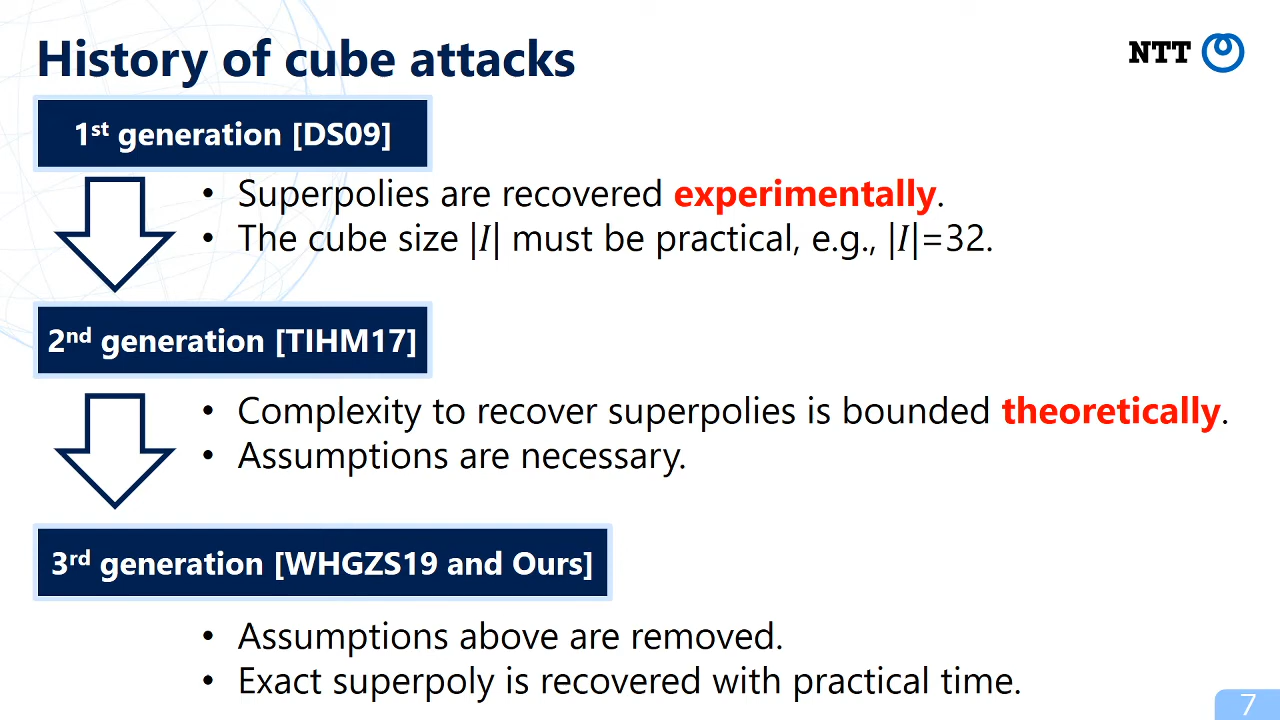 History of cube attacks
NTT
1st generation [DS09]
• Superpolies are recovered experimentally.
• The cube size |I| must be practical, e.g., |I|=32.
2nd generation [TIHM17]
• Complexity to recover superpolies is bounded theoretically.
• Assumptions are necessary.
3rd generation [WHGZS19 and Ours]
• Assumptions above are removed.
• Exact superpoly is recovered with practical time.
7